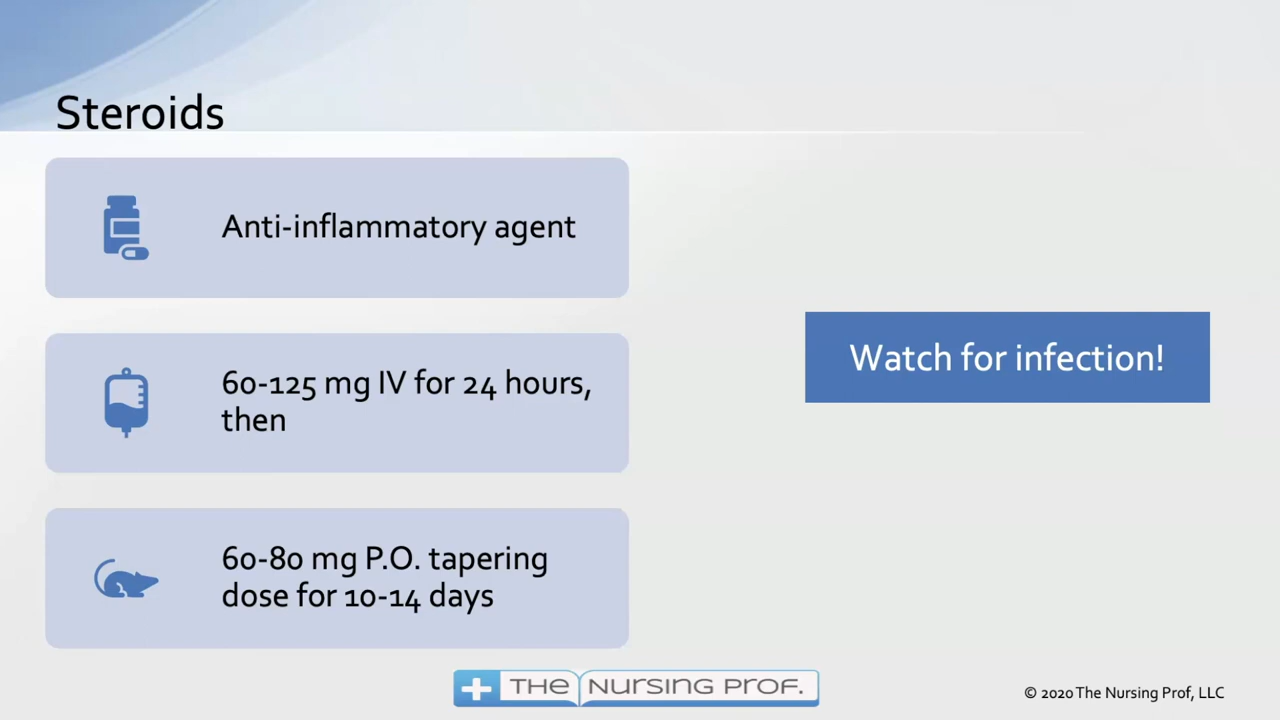 Steroids
Anti-inflammatory agent
60-125 mg IV for 24 hours,
then
60-80 mg P.O. tapering
dose for 10-14 days
Watch for infection!
THE NURSING PROF.
© 2020 The Nursing Prof, LLC